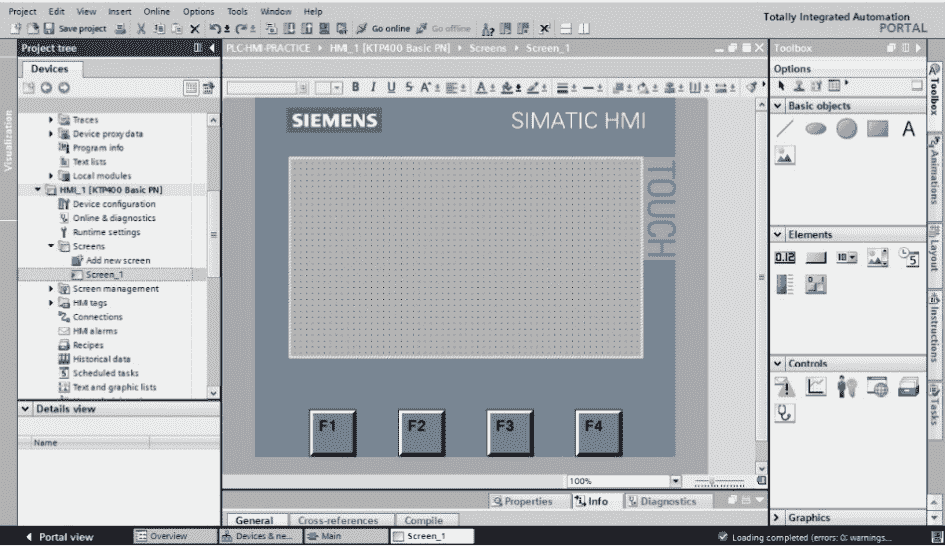 Project Edit View Insert Online Options Tools Window Help
Totally Integrated Automation
PORTAL
Save project Go online Go offline
Project tree
PLC-HMI-PRACTICE HMI_1 [KTP400 Basic PN] Screens Screen_1
Toolbox
Devices
Options
B I U S A
Visualization
Traces
Device proxy data
Program info
Text lists
Local modules
HMI_1 [KTP400 Basic PN]
Device configuration
Online & diagnostics
Runtime settings
Screens
Add new screen
Screen_1
Screen management
HMI tags
Connections
HMI alarms
Recipes
Historical data
Scheduled tasks
Text and graphic lists
Details view
Name
SIEMENS
SIMATIC HMI
TOUCH
F1 F2 F3 F4
100%
Properties Info Diagnostics
General Cross-references Compile
Basic objects
A
Elements
0.12 10 5
Controls
Graphics
Toolbox
Animations
Layout
Instructions
Tasks
Portal view Overview Devices & ne... Main Screen_1
Loading completed (errors: 0; warnings...